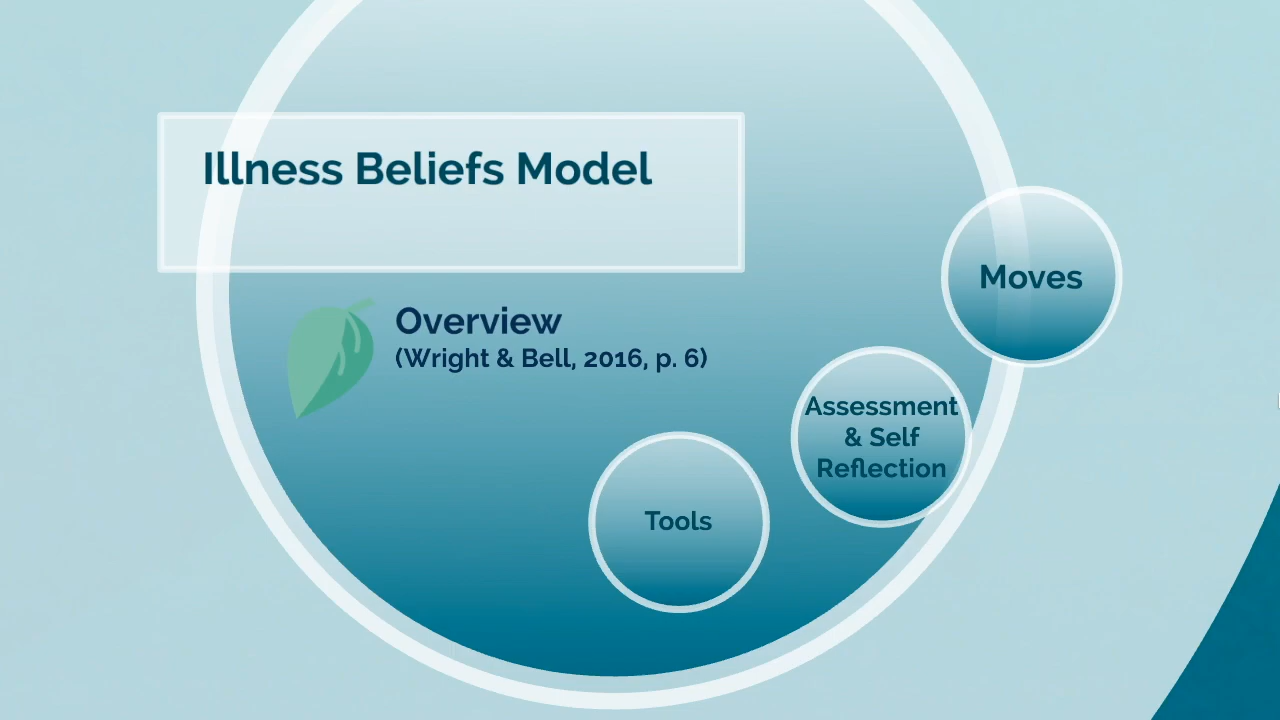 Illness Beliefs Model
Overview
(Wright & Bell, 2016, p. 6)
Moves
Assessment
& Self
Reflection
Tools